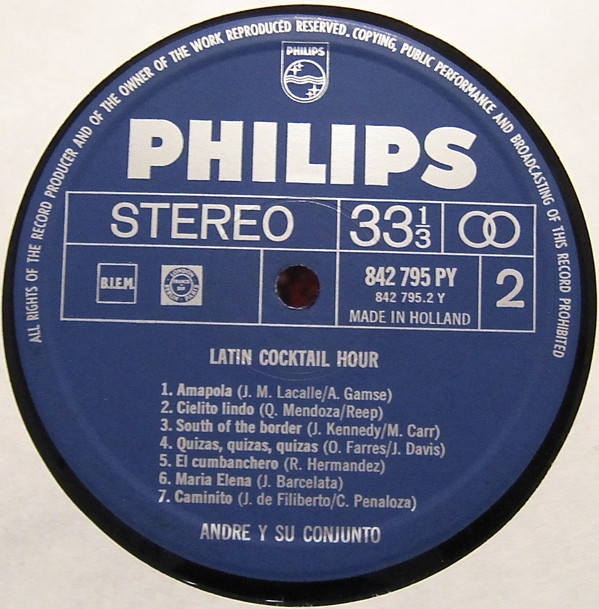 ALL RIGHTS OF THE RECORD PRODUCER AND OF THE OWNER OF THE WORK REPRODUCED RESERVED. COPYING, PUBLIC PERFORMANCE AND BROADCASTING OF THIS RECORD PROHIBITED
PHILIPS
PHILIPS
STEREO
33 1/3
B.I.E.M.
842 795 PY
842 795.2 Y
MADE IN HOLLAND
2
LATIN COCKTAIL HOUR
1. Amapola (J. M. Lacalle/A. Gamse)
2. Cielito lindo (Q. Mendoza/Reep)
3. South of the border (J. Kennedy/M. Carr)
4. Quizas, quizas, quizas (O. Farres/J. Davis)
5. El cumbanchero (R. Hernandez)
6. Maria Elena (J. Barcelata)
7. Caminito (J. de Filiberto/C. Penaloza)
ANDRE Y SU CONJUNTO